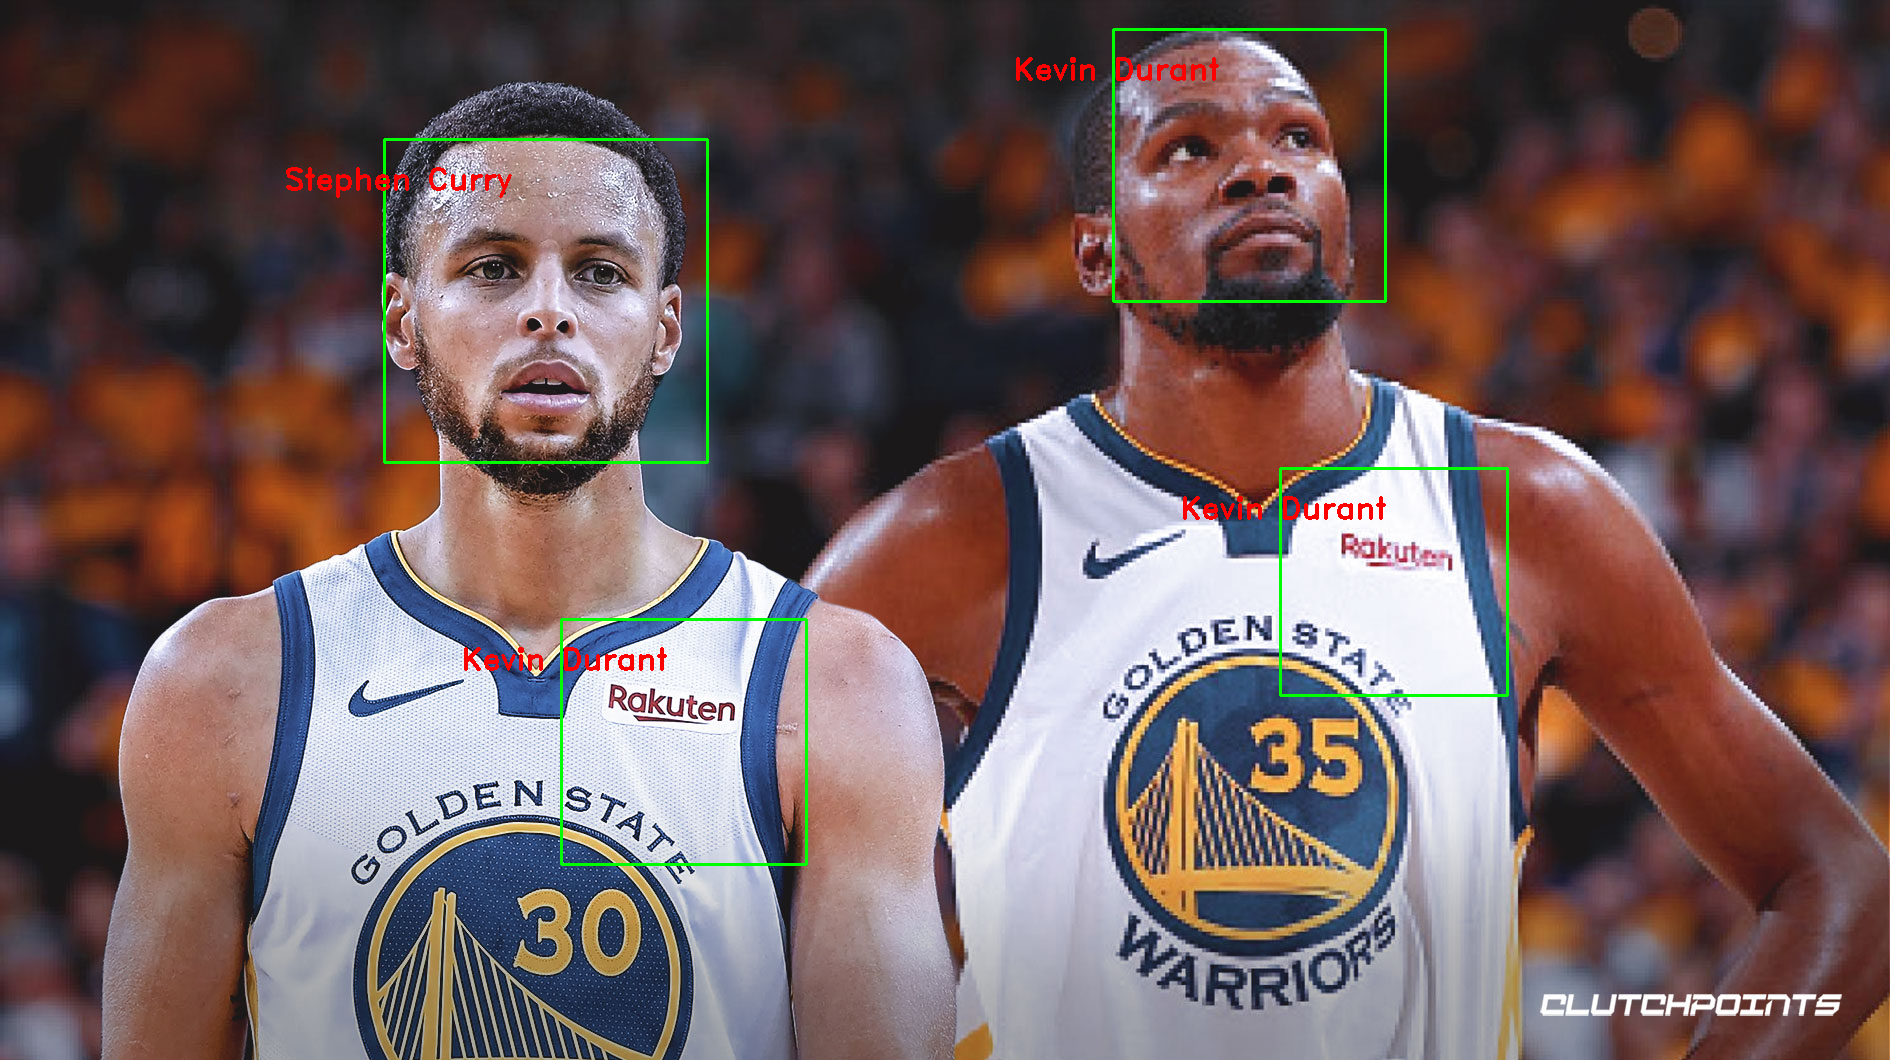 Kevin Durant
Stephen Curry
Kevin Durant
Rakuten
GOLDEN STATE
35
WARRIORS
Kevin Durant
Rakuten
GOLDEN STATE
30
CLUTCHPOINTS